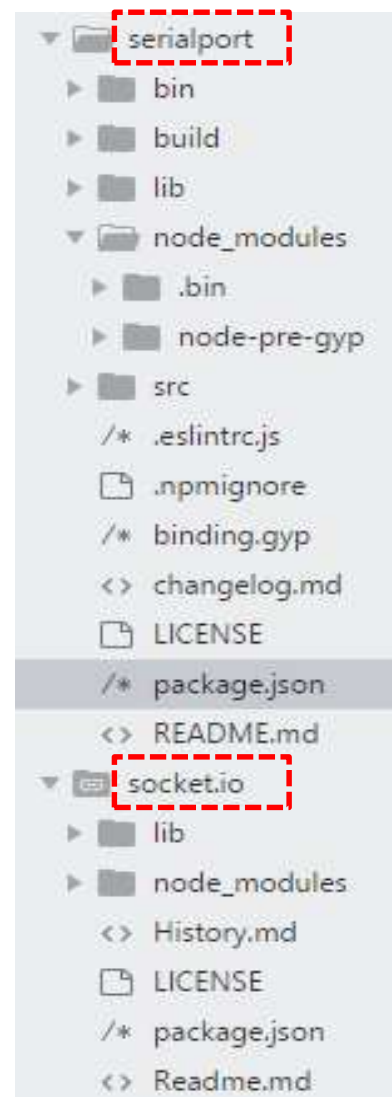 serialport
bin
build
lib
node_modules
.bin
node-pre-gyp
src
/* .eslintrc.js
.npmignore
/* binding.gyp
<> changelog.md
LICENSE
/* package.json
<> README.md
socket.io
lib
node_modules
<> History.md
LICENSE
/* package.json
<> Readme.md